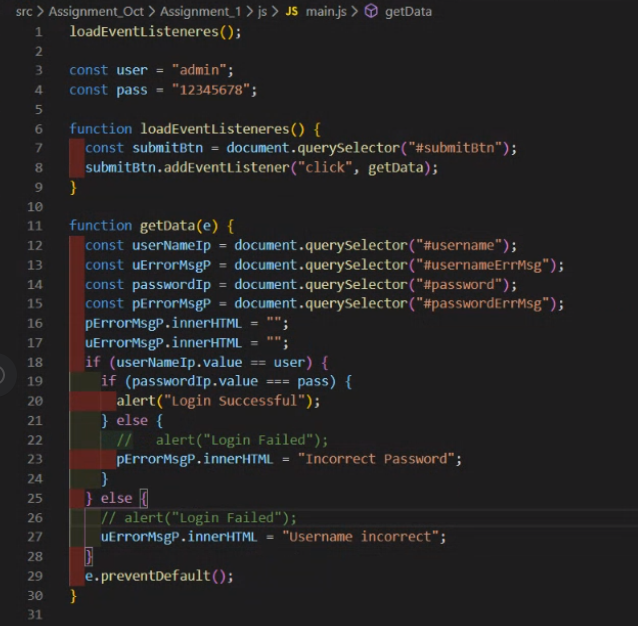 src > Assignment_Oct > Assignment_1 > js > JS main.js > getData
1 loadEventListeneres();
2
3 const user = "admin";
4 const pass = "12345678";
5
6 function loadEventListeneres() {
7   const submitBtn = document.querySelector("#submitBtn");
8   submitBtn.addEventListener("click", getData);
9 }
10
11 function getData(e) {
12   const userNameIp = document.querySelector("#username");
13   const uErrorMsgP = document.querySelector("#usernameErrMsg");
14   const passwordIp = document.querySelector("#password");
15   const pErrorMsgP = document.querySelector("#passwordErrMsg");
16   pErrorMsgP.innerHTML = "";
17   uErrorMsgP.innerHTML = "";
18   if (userNameIp.value == user) {
19     if (passwordIp.value === pass) {
20       alert("Login Successful");
21     } else {
22       //   alert("Login Failed");
23       pErrorMsgP.innerHTML = "Incorrect Password";
24     }
25   } else {
26     // alert("Login Failed");
27     uErrorMsgP.innerHTML = "Username incorrect";
28   }
29   e.preventDefault();
30 }
31